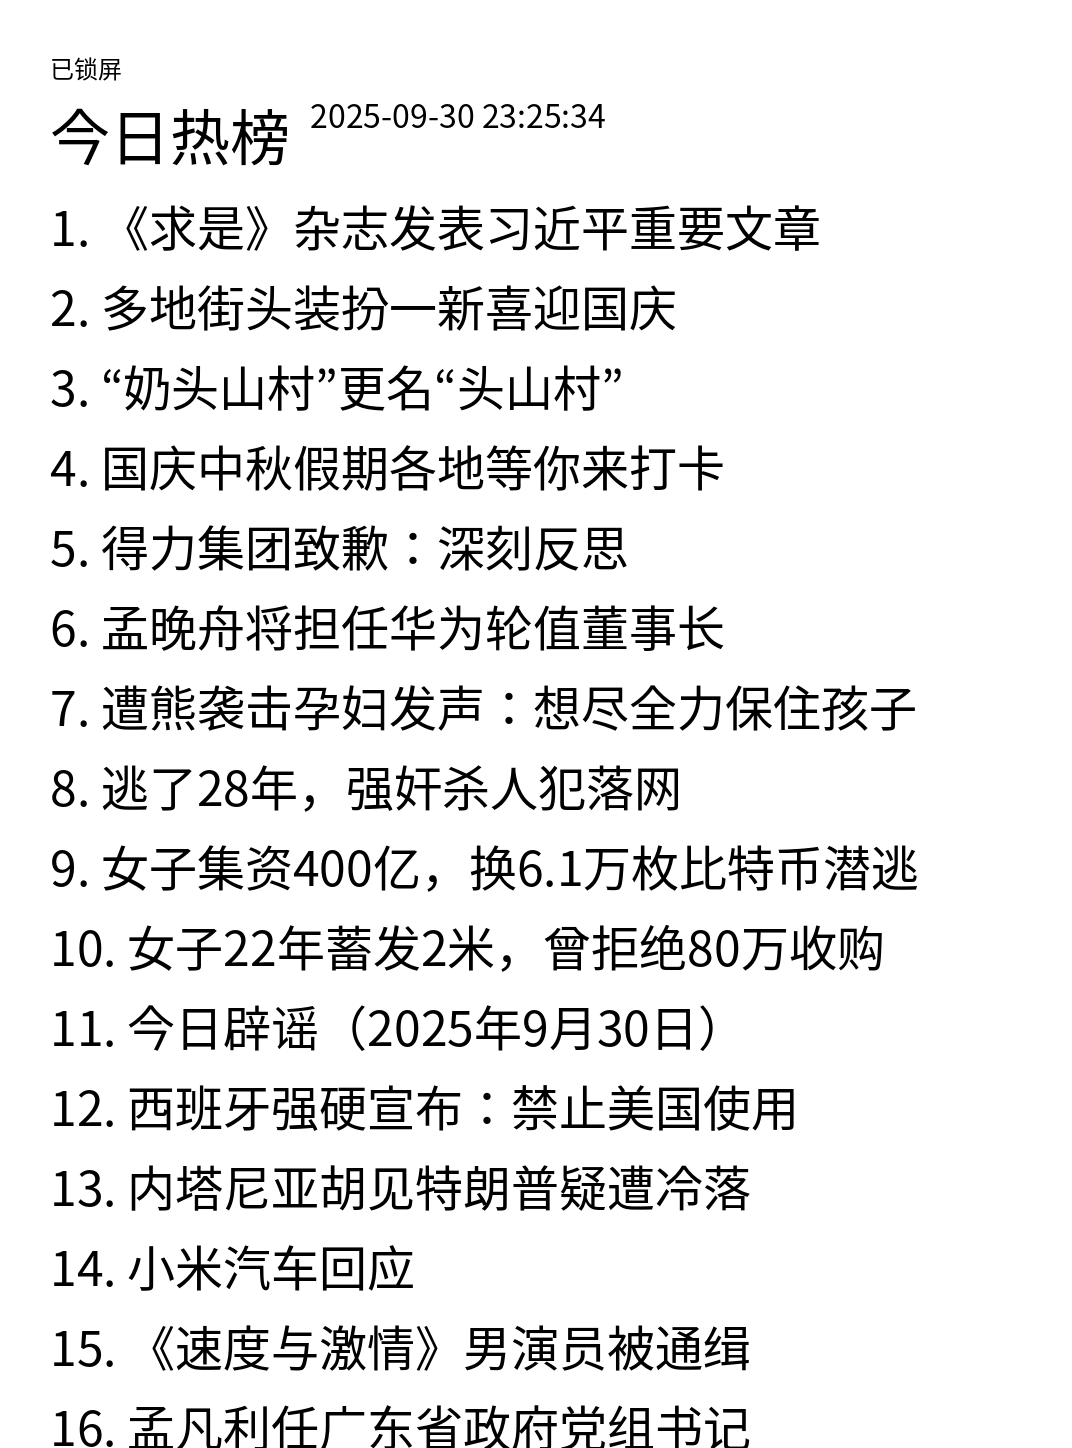 已锁屏
今日热榜 2025-09-30 23:25:34
1. 《求是》杂志发表习近平重要文章
2. 多地街头装扮一新喜迎国庆
3. “奶头山村”更名“头山村”
4. 国庆中秋假期各地等你来打卡
5. 得力集团致歉：深刻反思
6. 孟晚舟将担任华为轮值董事长
7. 遭熊袭击孕妇发声：想尽全力保住孩子
8. 逃了28年，强奸杀人犯落网
9. 女子集资400亿，换6.1万枚比特币潜逃
10. 女子22年蓄发2米，曾拒绝80万收购
11. 今日辟谣（2025年9月30日）
12. 西班牙强硬宣布：禁止美国使用
13. 内塔尼亚胡见特朗普疑遭冷落
14. 小米汽车回应
15. 《速度与激情》男演员被通缉
16. 孟凡利任广东省政府党组书记